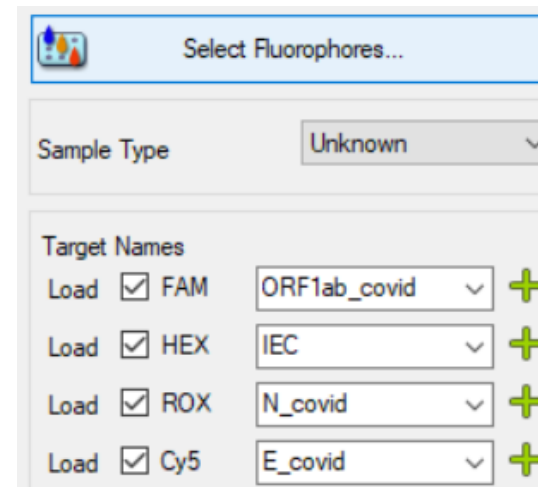 Select Fluorophores...
Sample Type Unknown
Target Names
Load FAM ORF1ab_covid
Load HEX IEC
Load ROX N_covid
Load Cy5 E_covid